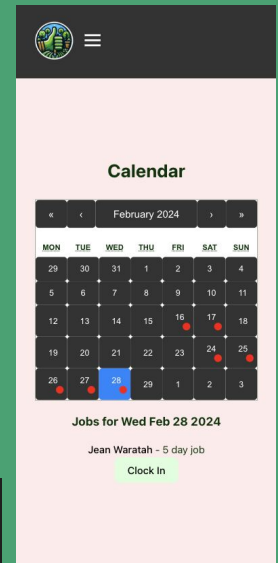 Calendar
« ‹ February 2024 › »
MON TUE WED THU FRI SAT SUN
29 30 31 1 2 3 4
5 6 7 8 9 10 11
12 13 14 15 16 17 18
19 20 21 22 23 24 25
26 27 28 29 1 2 3
Jobs for Wed Feb 28 2024
Jean Waratah - 5 day job
Clock In